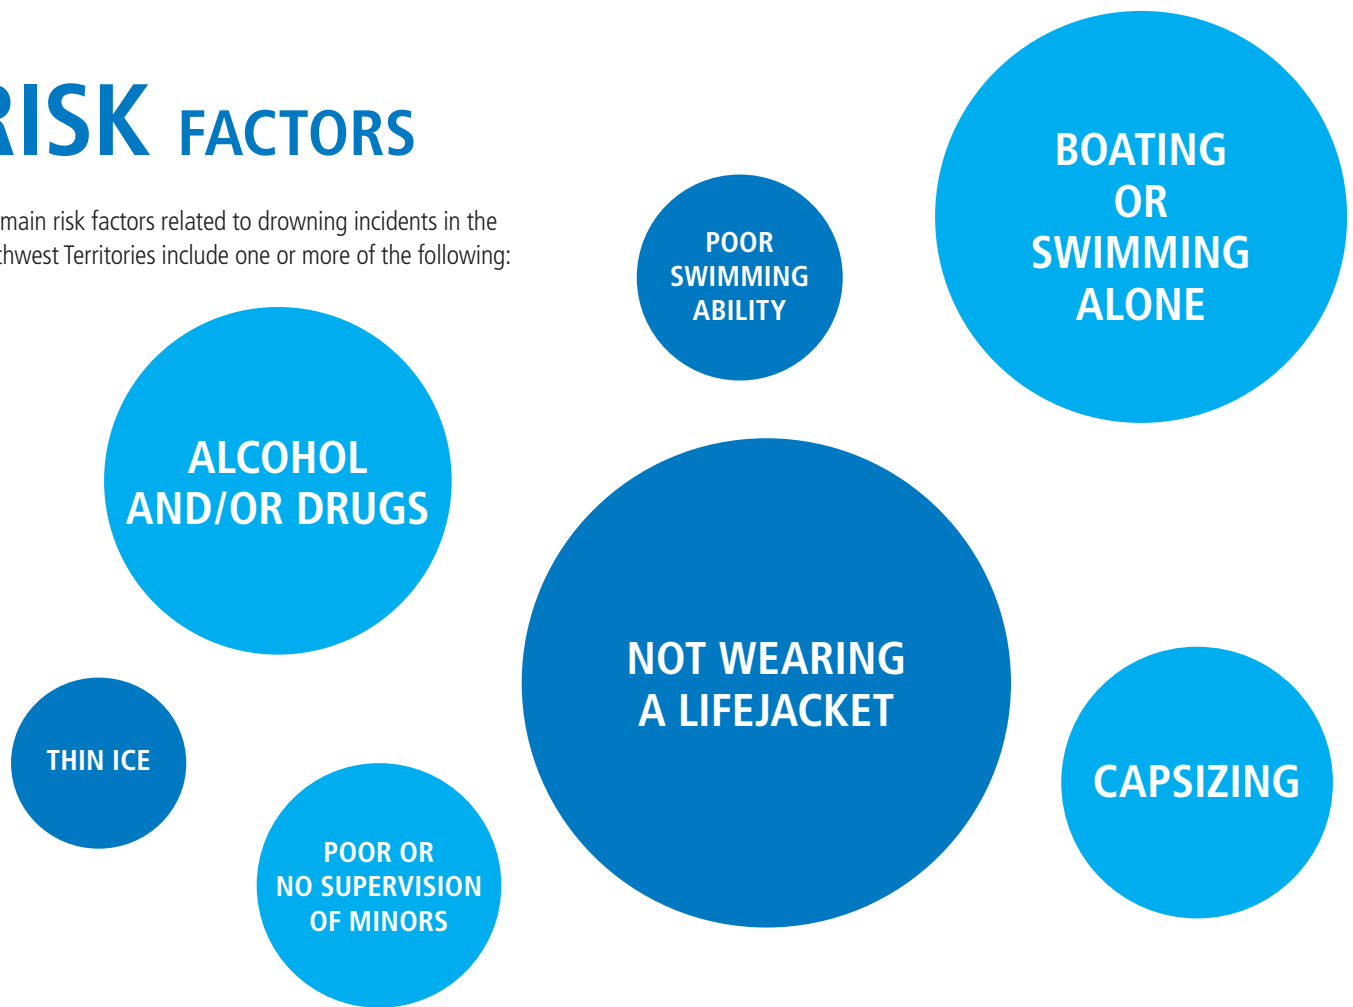 RISK FACTORS
main risk factors related to drowning incidents in the
thwest Territories include one or more of the following:
BOATING
OR
SWIMMING
ALONE
POOR
SWIMMING
ABILITY
ALCOHOL
AND/OR DRUGS
NOT WEARING
A LIFEJACKET
THIN ICE
CAPSIZING
POOR OR
NO SUPERVISION
OF MINORS